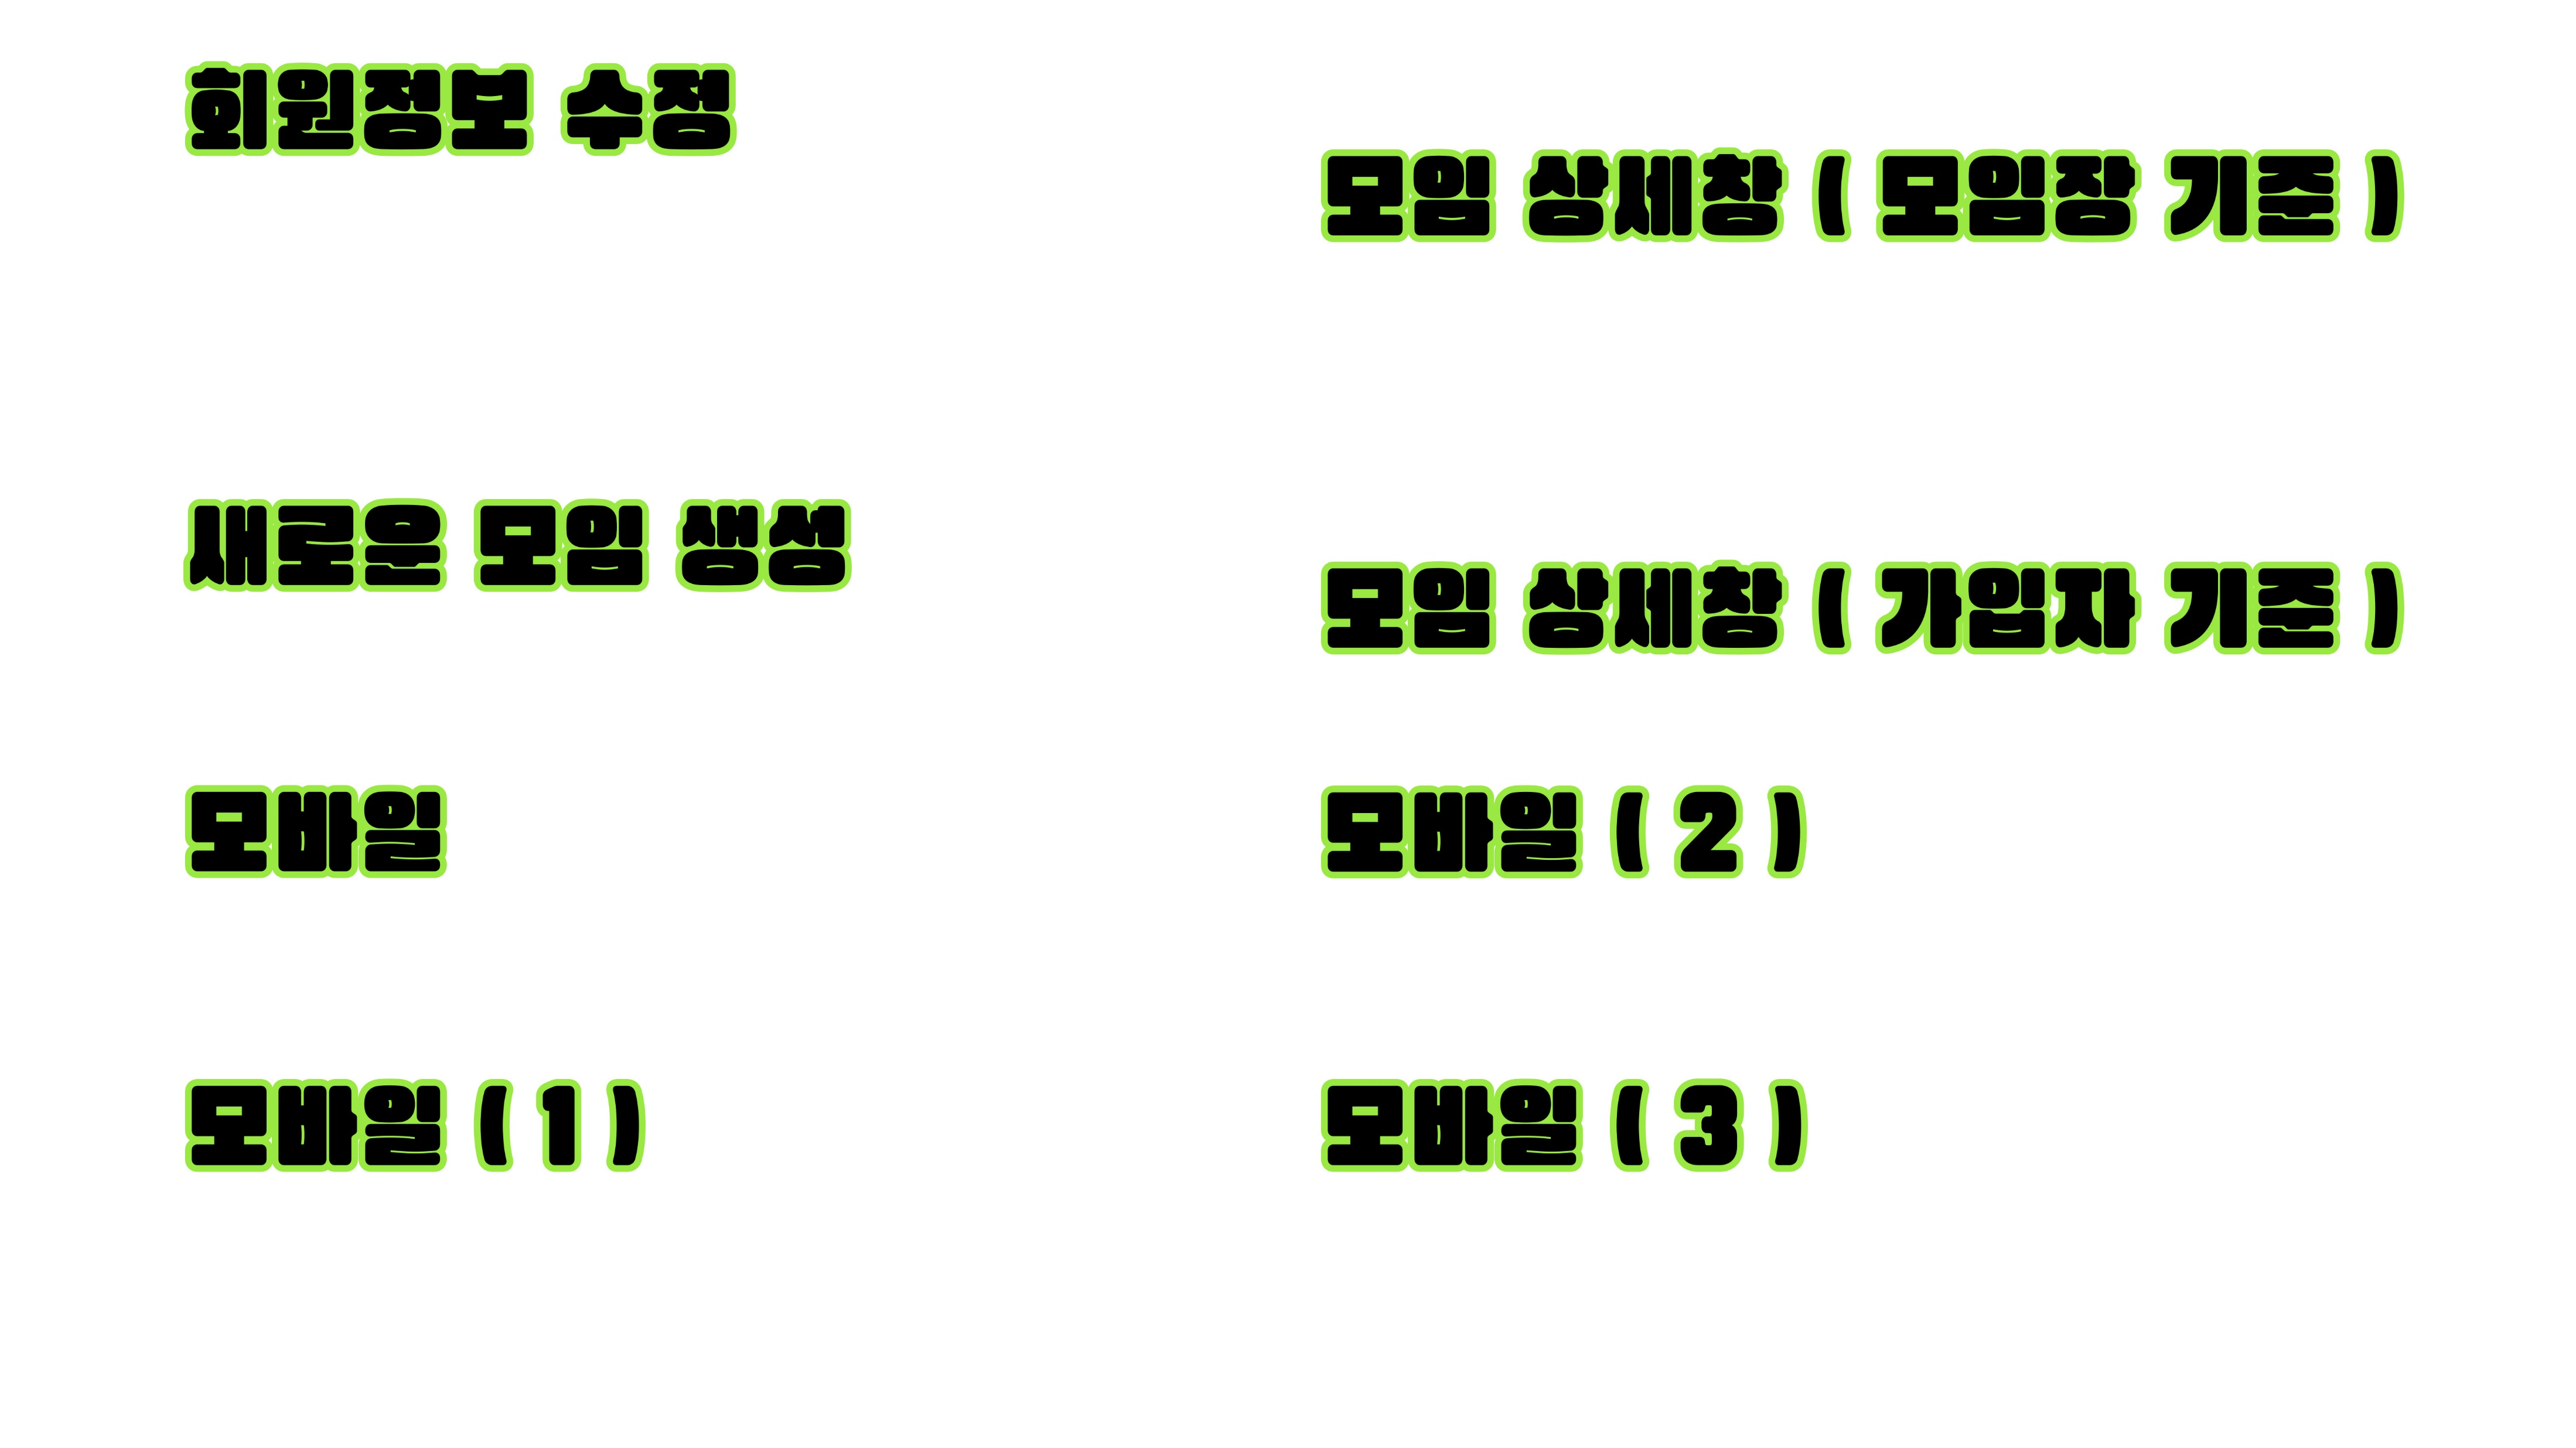 회원정보 수정
모임 상세창 ( 모임장 기준 )
새로운 모임 생성
모임 상세창 ( 가입자 기준 )
모바일
모바일 ( 2 )
모바일 ( 1 )
모바일 ( 3 )